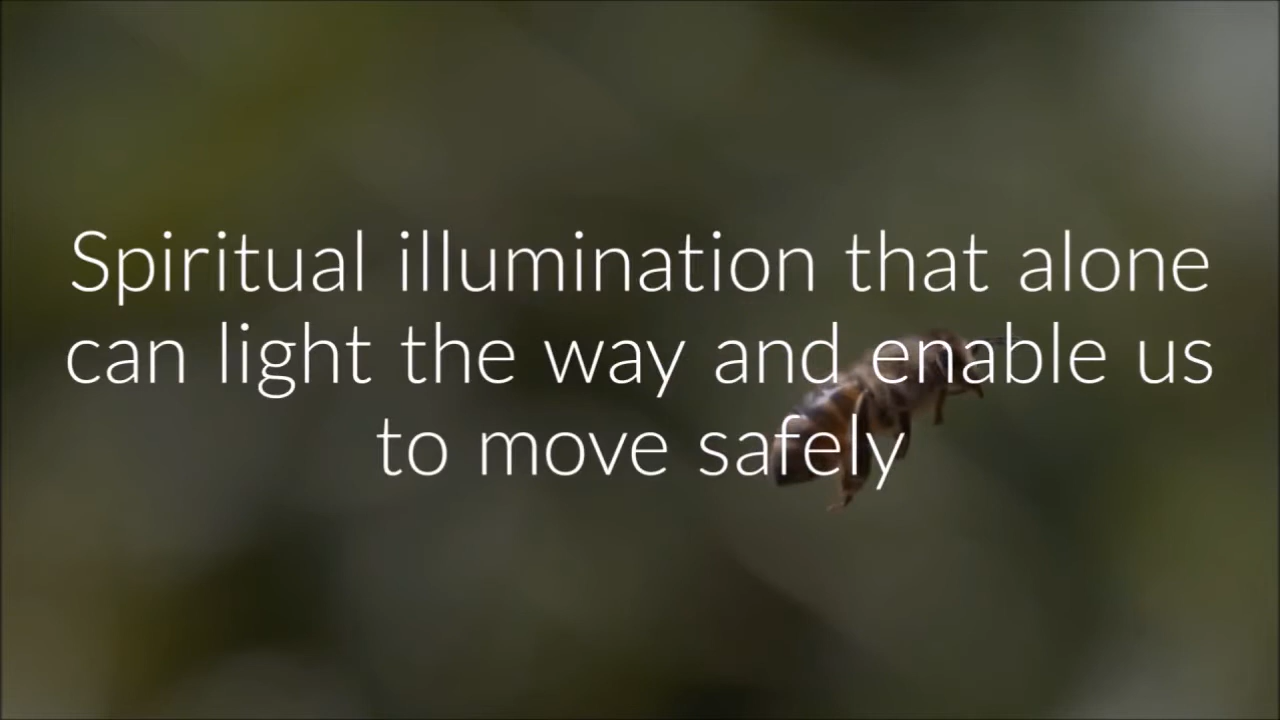 Spiritual illumination that alone
can light the way and enable us
to move safely